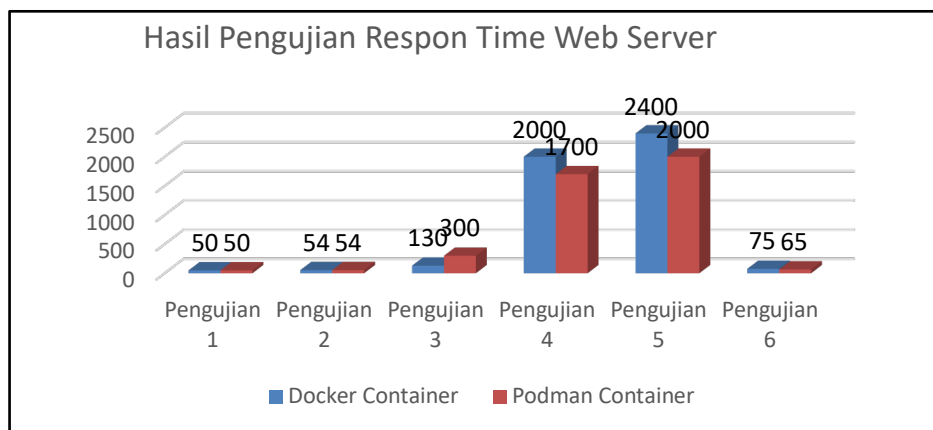 Hasil Pengujian Respon Time Web Server
2500
2000
1500
1000
500
0
50 50
54 54
130 300
2000 1700
2400 2000
75 65
Pengujian 1
Pengujian 2
Pengujian 3
Pengujian 4
Pengujian 5
Pengujian 6
Docker Container
Podman Container